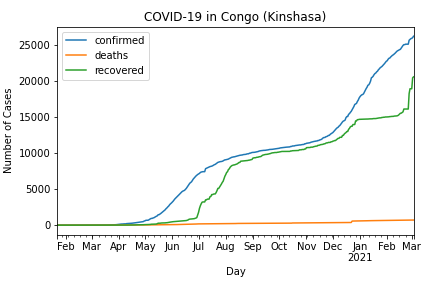 COVID-19 in Congo (Kinshasa)
confirmed
deaths
recovered
Number of Cases
25000
20000
15000
10000
5000
0
Feb Mar Apr May Jun Jul Aug Sep Oct Nov Dec Jan Feb Mar
2021
Day